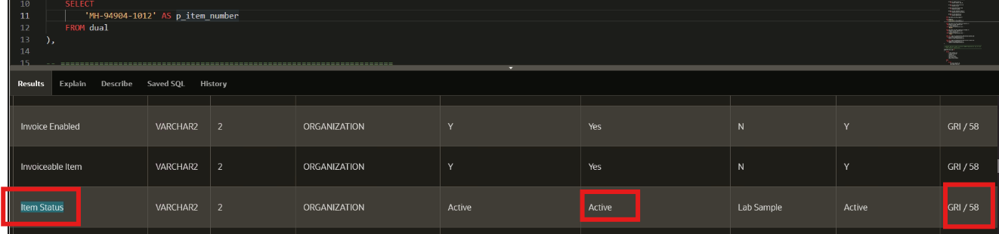 10 SELECT
11 'MH-94904-1012' AS p_item_number
12 FROM dual
13 ),
14
15 -- =====================================================================
Results Explain Describe Saved SQL History
Invoice Enabled VARCHAR2 2 ORGANIZATION Y Yes N Y GRI / 58
Invoiceable Item VARCHAR2 2 ORGANIZATION Y Yes N Y GRI / 58
Item Status VARCHAR2 2 ORGANIZATION Active Active Lab Sample Active GRI / 58